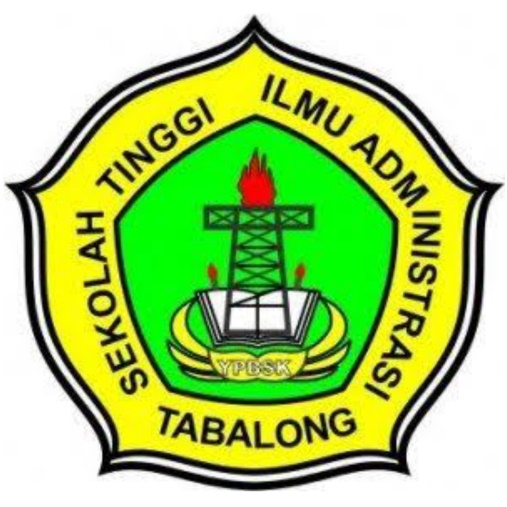 SEKOLAH TINGGI ILMU ADMINISTRASI
TABALONG
YPBSK